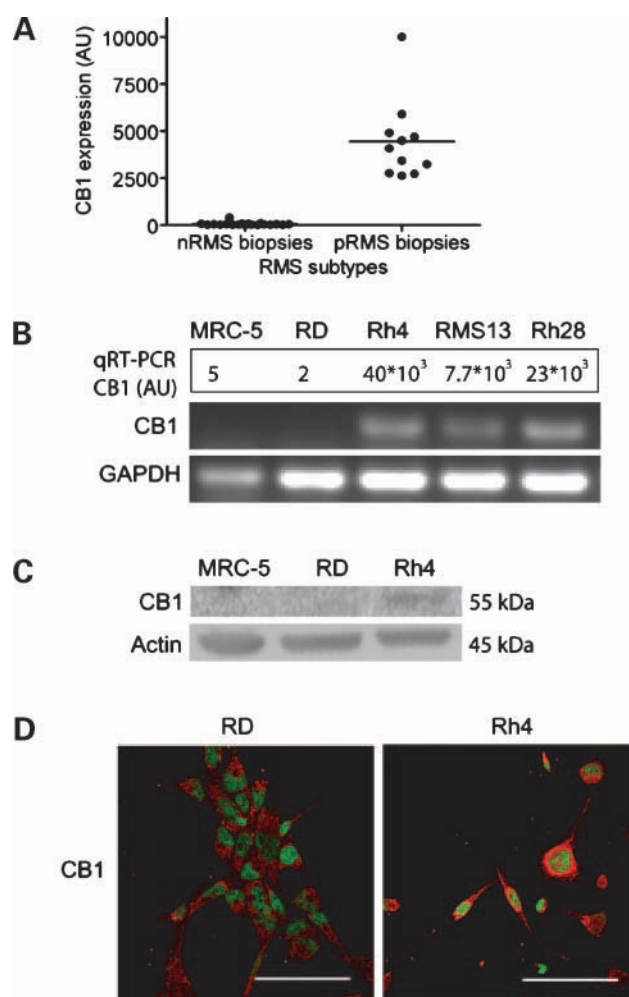 A
CB1 expression (AU)
10000
7500
5000
2500
0
nRMS biopsies pRMS biopsies
RMS subtypes
B
MRC-5 RD Rh4 RMS13 Rh28
qRT-PCR
CB1 (AU)
5 2 40*10³ 7.7*10³ 23*10³
CB1
GAPDH
C
MRC-5 RD Rh4
CB1 55 kDa
Actin 45 kDa
D
RD Rh4
CB1